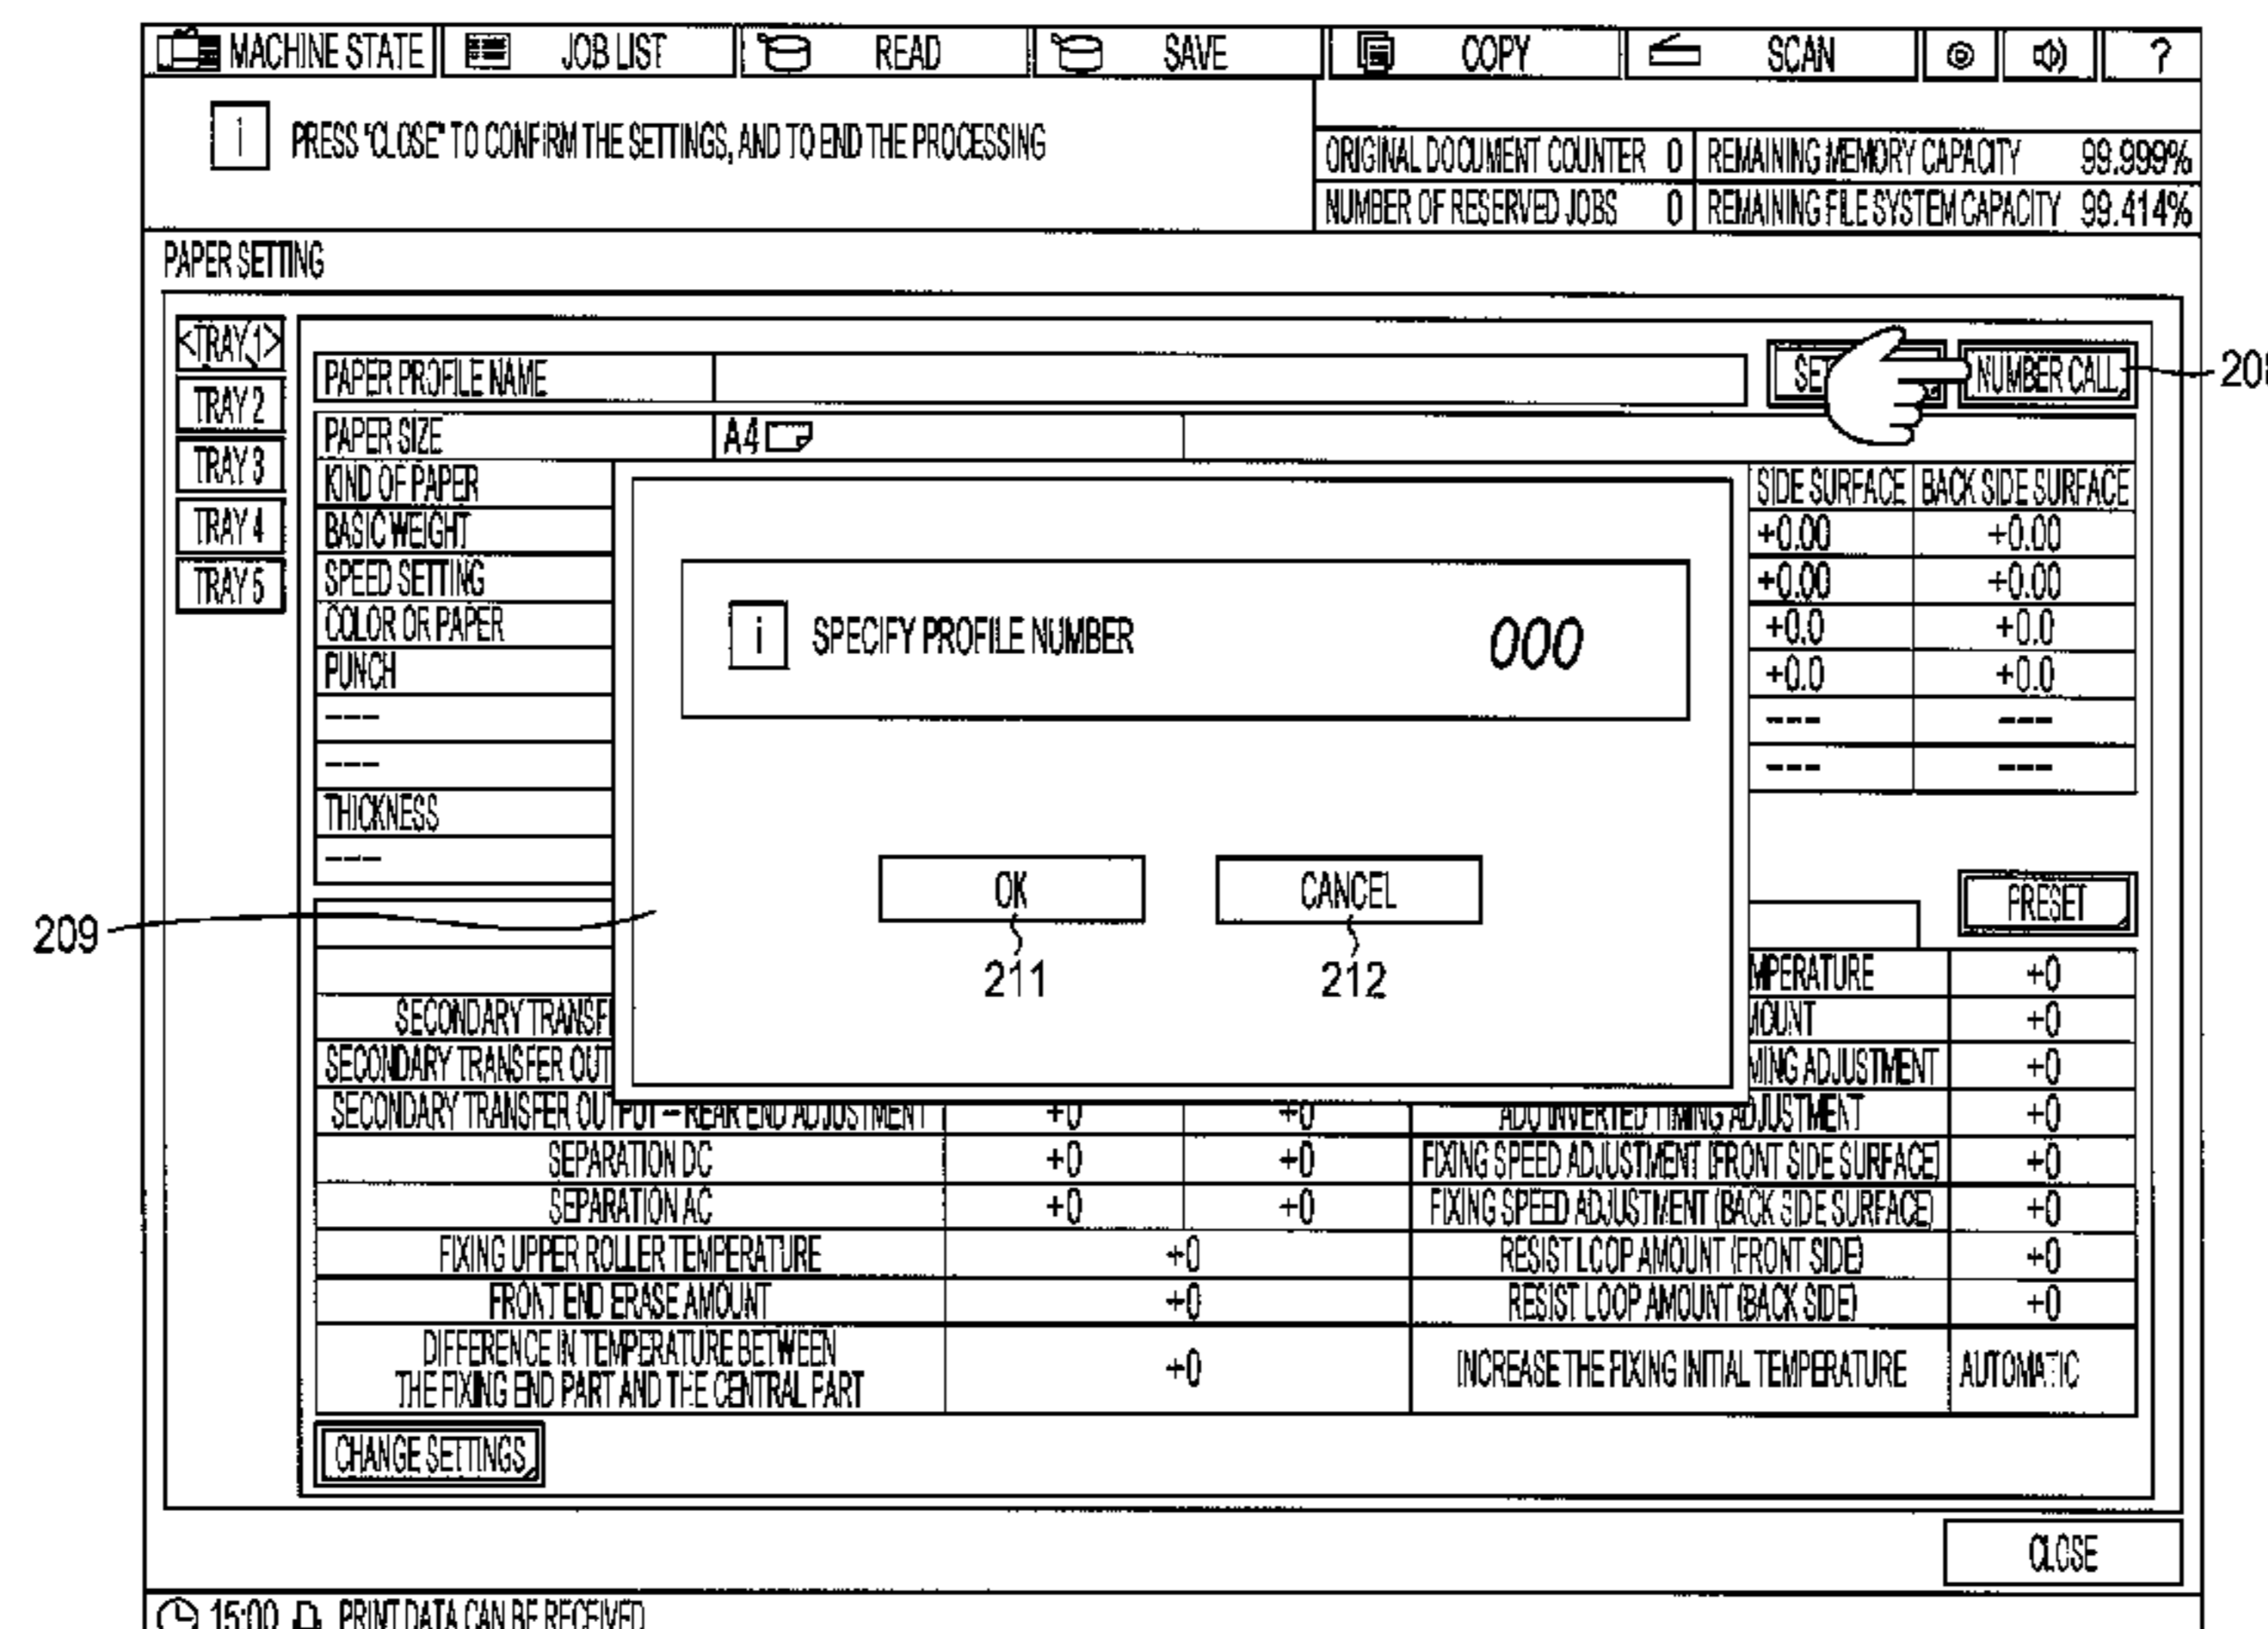 MACHINE STATE JOB LIST READ SAVE COPY SCAN ?
i PRESS "CLOSE" TO CONFIRM THE SETTINGS, AND TO END THE PROCESSING
ORIGINAL DOCUMENT COUNTER 0 REMAINING MEMORY CAPACITY 99.999%
NUMBER OF RESERVED JOBS 0 REMAINING FILE SYSTEM CAPACITY 99.414%
PAPER SETTING
<TRAY 1>
TRAY 2
TRAY 3
TRAY 4
TRAY 5
PAPER PROFILE NAME NUMBER CALL
PAPER SIZE A4
KIND OF PAPER SIDE SURFACE BACK SIDE SURFACE
BASIC WEIGHT +0.00 +0.00
SPEED SETTING +0.00 +0.00
COLOR OR PAPER +0.0 +0.0
PUNCH +0.0 +0.0
--- --- ---
--- --- ---
THICKNESS
---
i SPECIFY PROFILE NUMBER 000
OK CANCEL
211 212
209
PRESET
+0
SECONDARY +0
SECONDARY TRANSFER ADJUSTMENT +0
SECONDARY TRANSFER OUTPUT – REAR END ADJUSTMENT +0 +0 ADU INVERTED TIMING ADJUSTMENT +0
SEPARATION DC +0 +0 FIXING SPEED ADJUSTMENT (FRONT SIDE SURFACE) +0
SEPARATION AC +0 +0 FIXING SPEED ADJUSTMENT (BACK SIDE SURFACE) +0
FIXING UPPER ROLLER TEMPERATURE +0 RESIST LOOP AMOUNT (FRONT SIDE) +0
FRONT END ERASE AMOUNT +0 RESIST LOOP AMOUNT (BACK SIDE) +0
DIFFERENCE IN TEMPERATURE BETWEEN
THE FIXING END PART AND THE CENTRAL PART +0 INCREASE THE FIXING INITIAL TEMPERATURE AUTOMATIC
CHANGE SETTINGS
CLOSE
15:00 PRINT DATA CAN BE RECEIVED